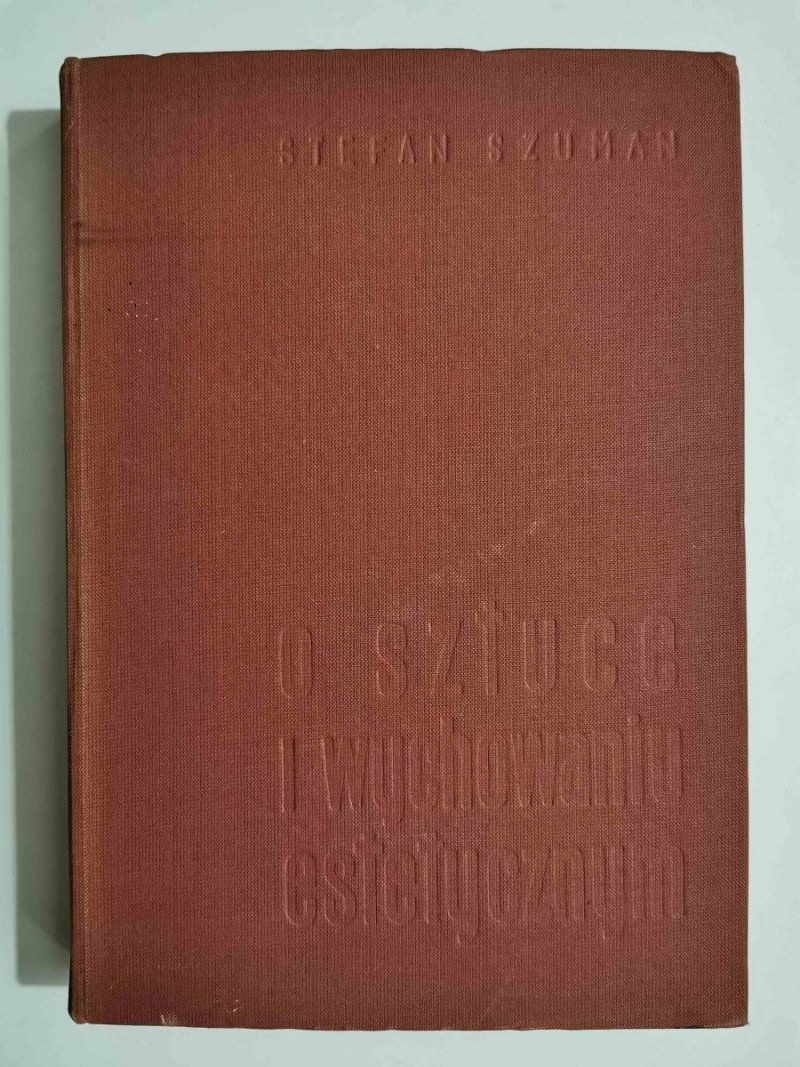 STEFAN SZUMAN
O SZTUCE
I wychowaniu
estetycznym